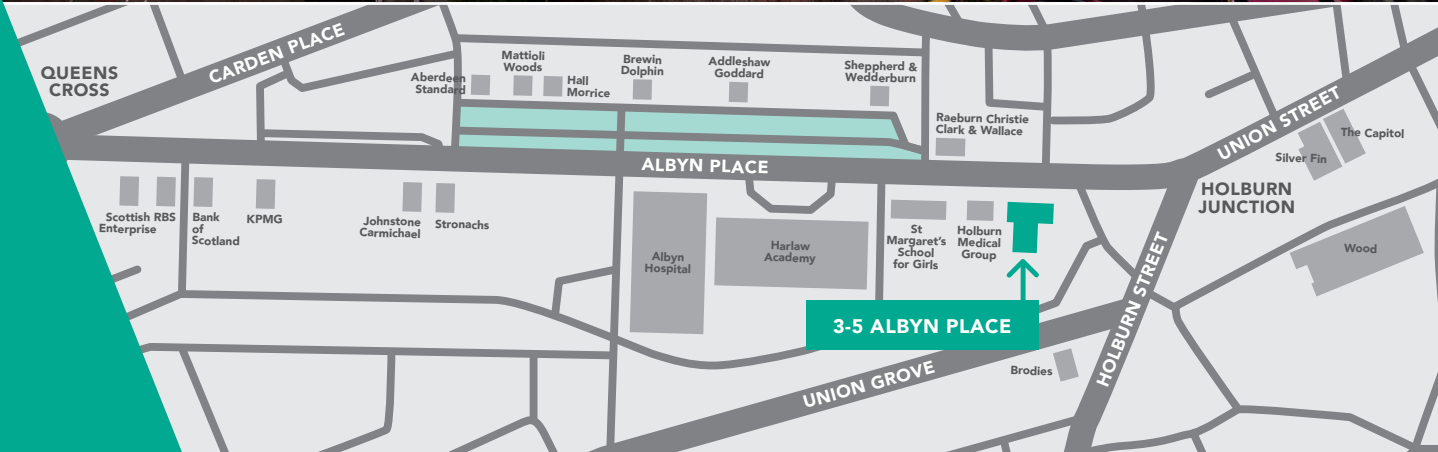 QUEENS
CROSS
CARDEN PLACE
Aberdeen
Standard
Mattioli
Woods
Hall
Morrice
Brewin
Dolphin
Addleshaw
Goddard
Sheppherd &
Wedderburn
Raeburn Christie
Clark & Wallace
UNION STREET
The Capitol
Silver Fin
ALBYN PLACE
HOLBURN
JUNCTION
Scottish
Enterprise
RBS
Bank
of
Scotland
KPMG
Johnstone
Carmichael
Stronachs
Albyn
Hospital
Harlaw
Academy
St
Margaret's
School
for Girls
Holburn
Medical
Group
Wood
3-5 ALBYN PLACE
HOLBURN STREET
UNION GROVE
Brodies